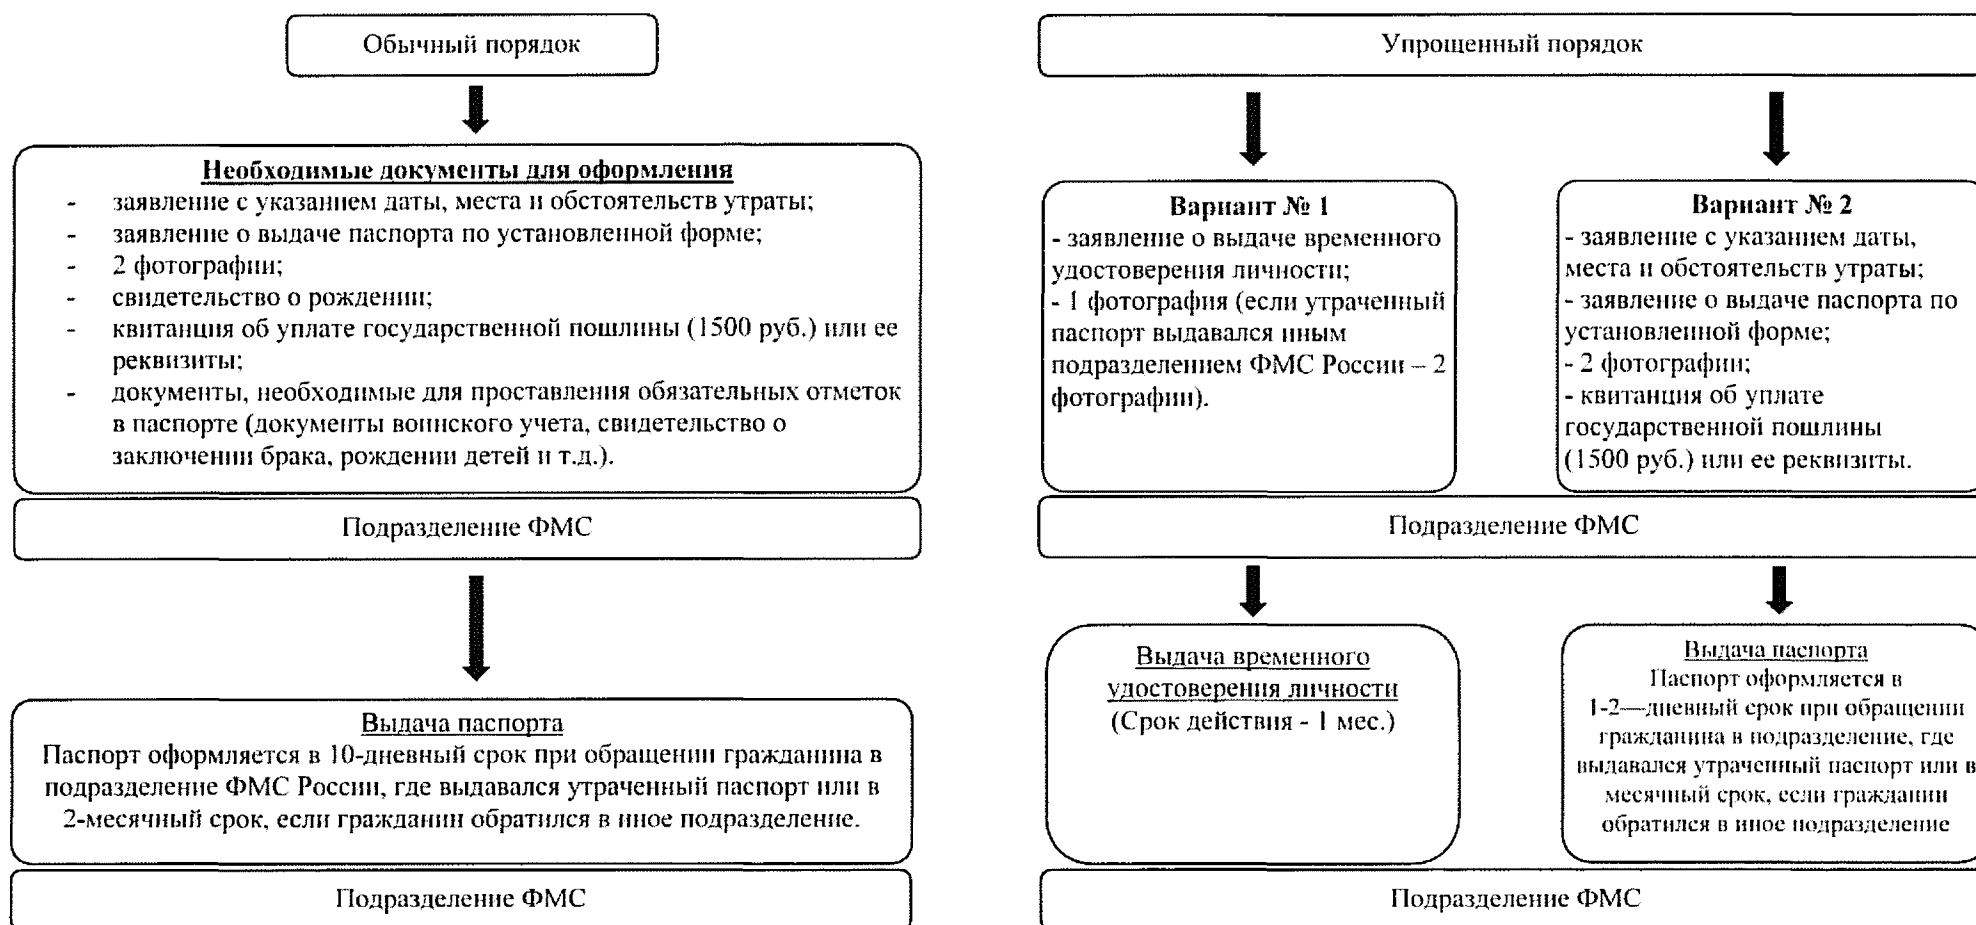 Обычный порядок
Необходимые документы для оформления
- заявление с указанием даты, места и обстоятельств утраты;
- заявление о выдаче паспорта по установленной форме;
- 2 фотографии;
- свидетельство о рождении;
- квитанция об уплате государственной пошлины (1500 руб.) или ее
реквизиты;
- документы, необходимые для проставления обязательных отметок
в паспорте (документы воинского учета, свидетельство о
заключении брака, рождении детей и т.д.).
Подразделение ФМС
Выдача паспорта
Паспорт оформляется в 10-дневный срок при обращении гражданина в
подразделение ФМС России, где выдавался утраченный паспорт или в
2-месячный срок, если гражданин обратился в иное подразделение.
Подразделение ФМС
Упрощенный порядок
Вариант № 1
- заявление о выдаче временного
удостоверения личности;
- 1 фотография (если утраченный
паспорт выдавался иным
подразделением ФМС России – 2
фотографии).
Вариант № 2
- заявление с указанием даты,
места и обстоятельств утраты;
- заявление о выдаче паспорта по
установленной форме;
- 2 фотографии;
- квитанция об уплате
государственной пошлины
(1500 руб.) или ее реквизиты.
Подразделение ФМС
Выдача временного
удостоверения личности
(Срок действия - 1 мес.)
Выдача паспорта
Паспорт оформляется в
1-2—дневный срок при обращении
гражданина в подразделение, где
выдавался утраченный паспорт или в
месячный срок, если гражданин
обратился в иное подразделение
Подразделение ФМС